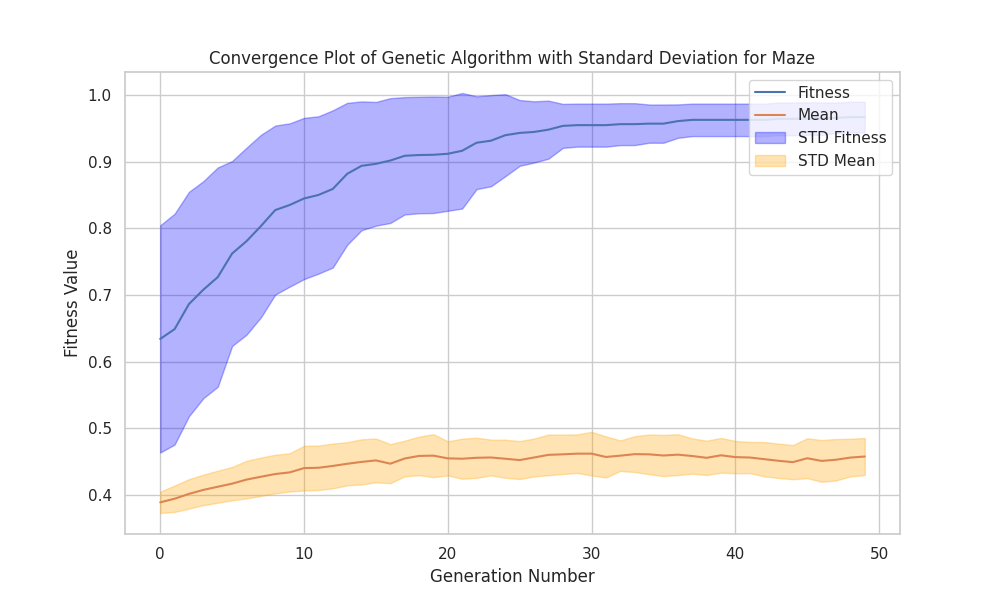 Convergence Plot of Genetic Algorithm with Standard Deviation for Maze
Fitness
Mean
STD Fitness
STD Mean
Fitness Value
1.0
0.9
0.8
0.7
0.6
0.5
0.4
0 10 20 30 40 50
Generation Number